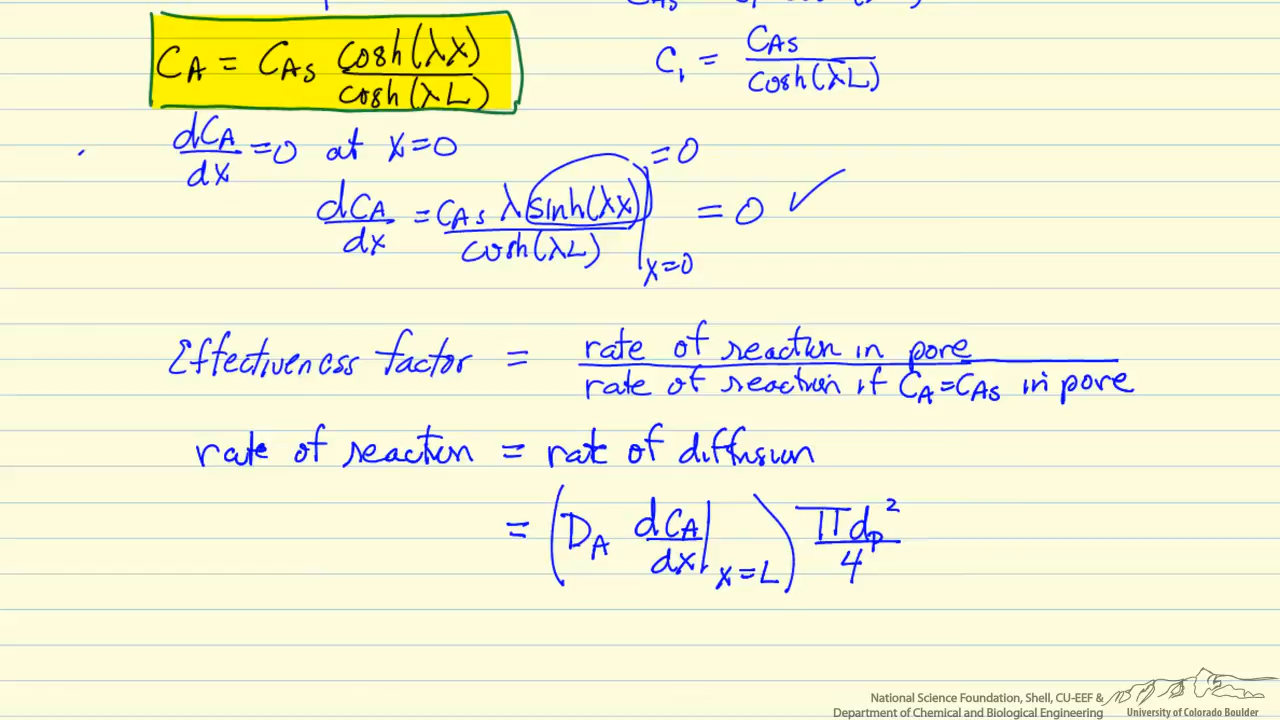 C_A = C_As cosh(λx) / cosh(λL)
C_1 = C_As / cosh(λL)
dC_A/dx = 0 at x=0
= 0
dC_A/dx = C_As λ sinh(λx) / cosh(λL) |x=0 = 0 ✓
Effectiveness factor = rate of reaction in pore / rate of reaction if C_A = C_As in pore
rate of reaction = rate of diffusion
= (D_A dC_A/dx |x=L) πd_p² / 4
National Science Foundation, Shell, CU-EEF &
Department of Chemical and Biological Engineering
University of Colorado Boulder